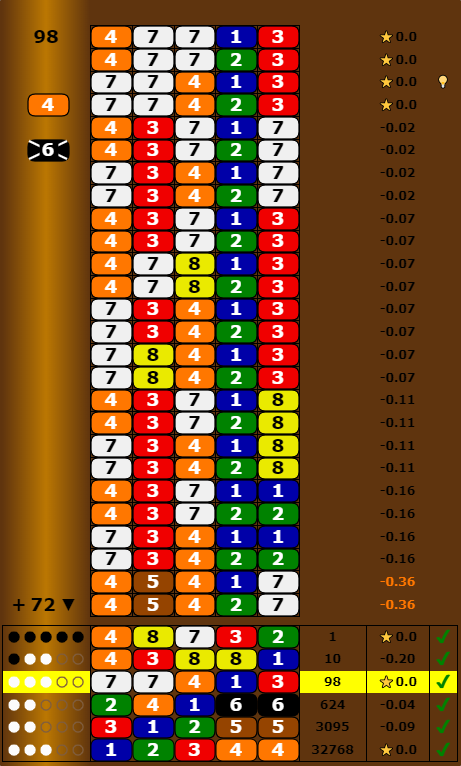 98 4 7 7 1 3 0.0
4 7 7 2 3 0.0
7 7 4 1 3 0.0
4 7 7 4 2 3 0.0
4 3 7 1 7 -0.02
6 4 3 7 2 7 -0.02
7 3 4 1 7 -0.02
7 3 4 2 7 -0.02
4 3 7 1 3 -0.07
4 3 7 2 3 -0.07
4 7 8 1 3 -0.07
4 7 8 2 3 -0.07
7 3 4 1 3 -0.07
7 3 4 2 3 -0.07
7 8 4 1 3 -0.07
7 8 4 2 3 -0.07
4 3 7 1 8 -0.11
4 3 7 2 8 -0.11
7 3 4 1 8 -0.11
7 3 4 2 8 -0.11
4 3 7 1 1 -0.16
4 3 7 2 2 -0.16
7 3 4 1 1 -0.16
7 3 4 2 2 -0.16
4 5 4 1 7 -0.36
+ 72 ▼ 4 5 4 2 7 -0.36
4 8 7 3 2 1 0.0
4 3 8 8 1 10 -0.20
7 7 4 1 3 98 0.0
2 4 1 6 6 624 -0.04
3 1 2 5 5 3095 -0.09
1 2 3 4 4 32768 0.0